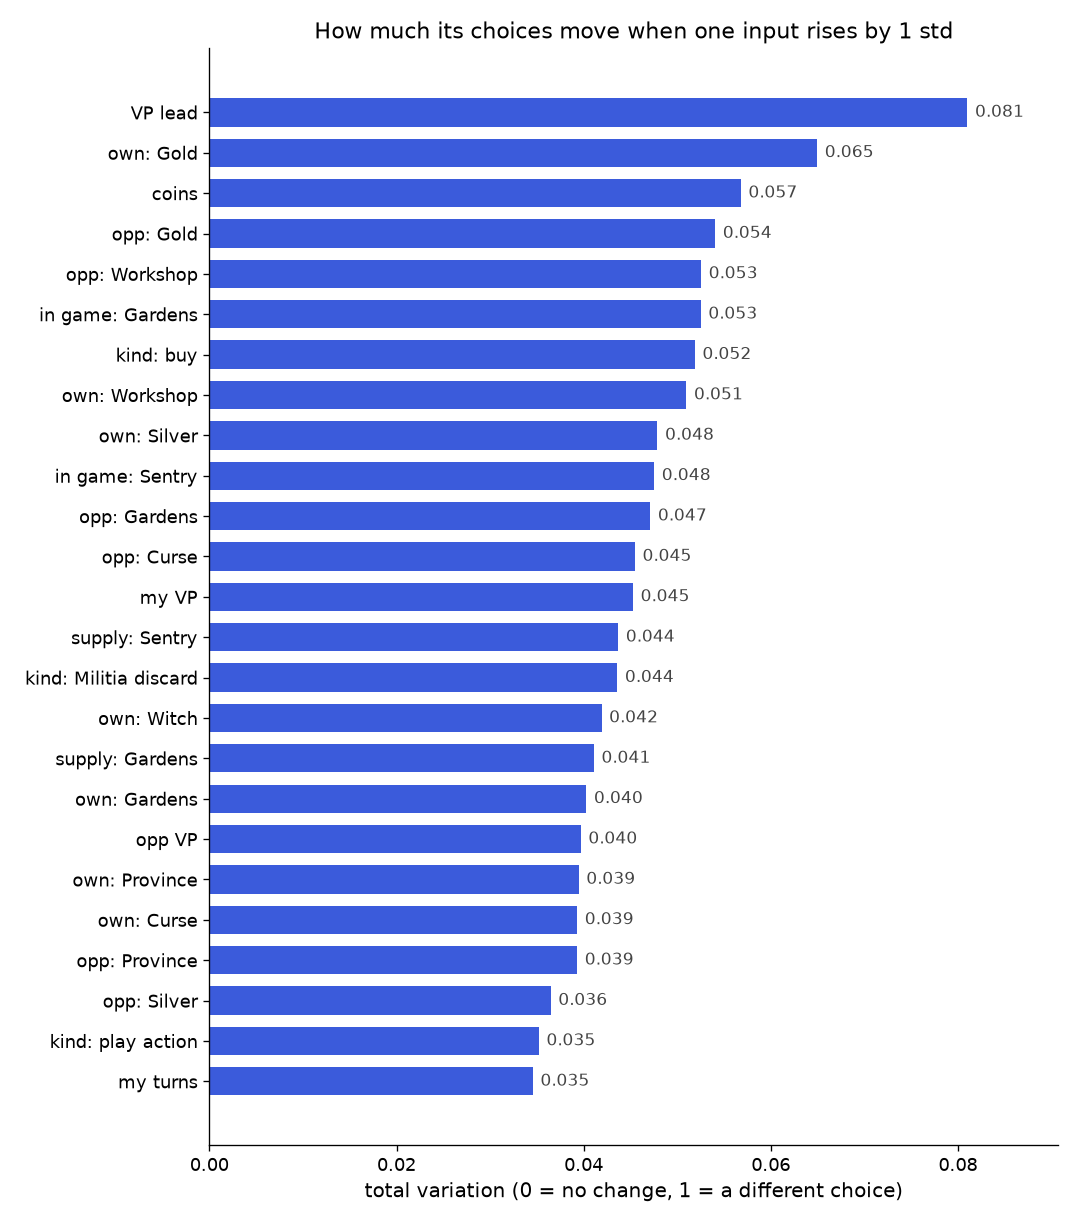 How much its choices move when one input rises by 1 std
VP lead 0.081
own: Gold 0.065
coins 0.057
opp: Gold 0.054
opp: Workshop 0.053
in game: Gardens 0.053
kind: buy 0.052
own: Workshop 0.051
own: Silver 0.048
in game: Sentry 0.048
opp: Gardens 0.047
opp: Curse 0.045
my VP 0.045
supply: Sentry 0.044
kind: Militia discard 0.044
own: Witch 0.042
supply: Gardens 0.041
own: Gardens 0.040
opp VP 0.040
own: Province 0.039
own: Curse 0.039
opp: Province 0.039
opp: Silver 0.036
kind: play action 0.035
my turns 0.035
0.00 0.02 0.04 0.06 0.08
total variation (0 = no change, 1 = a different choice)